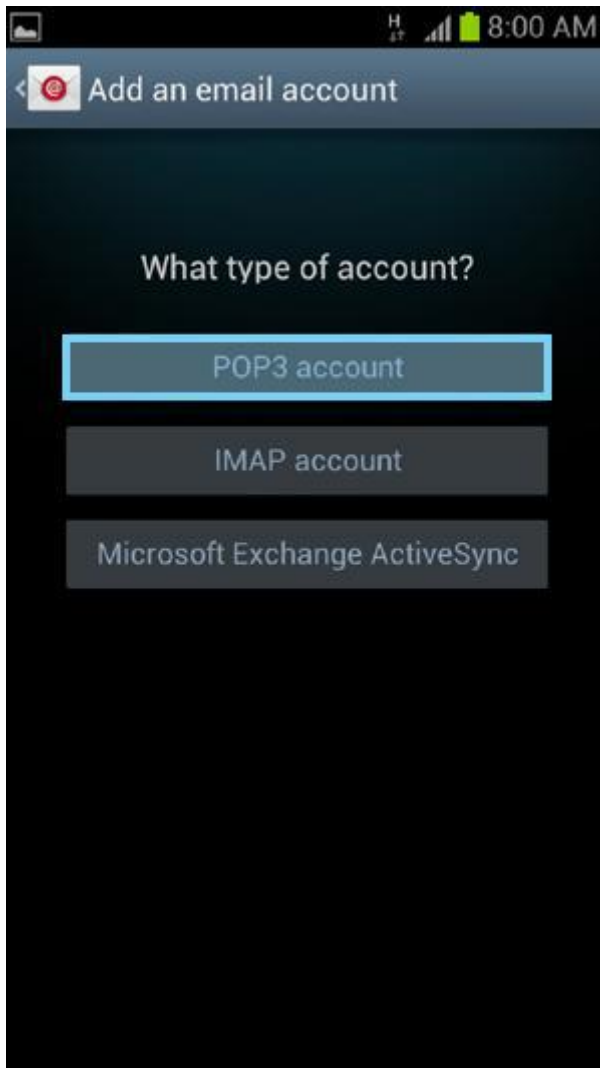 H 8:00 AM
Add an email account
What type of account?
POP3 account
IMAP account
Microsoft Exchange ActiveSync